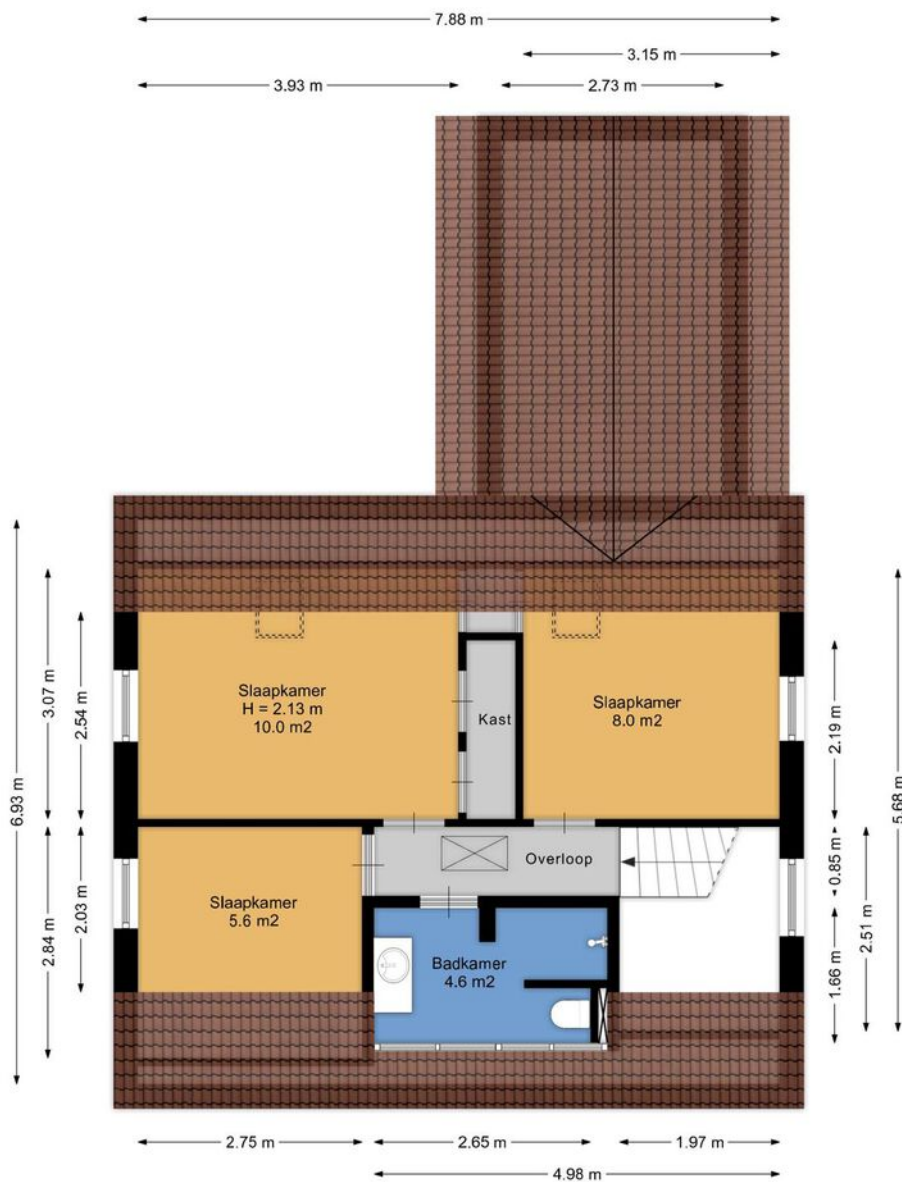 7.88 m
3.15 m
3.93 m
2.73 m
Slaapkamer
H = 2.13 m
10.0 m2
Kast
Slaapkamer
8.0 m2
Overloop
Slaapkamer
5.6 m2
Badkamer
4.6 m2
6.93 m
3.07 m
2.54 m
2.84 m
2.03 m
2.19 m
0.85 m
1.66 m
2.51 m
5.68 m
2.75 m
2.65 m
1.97 m
4.98 m